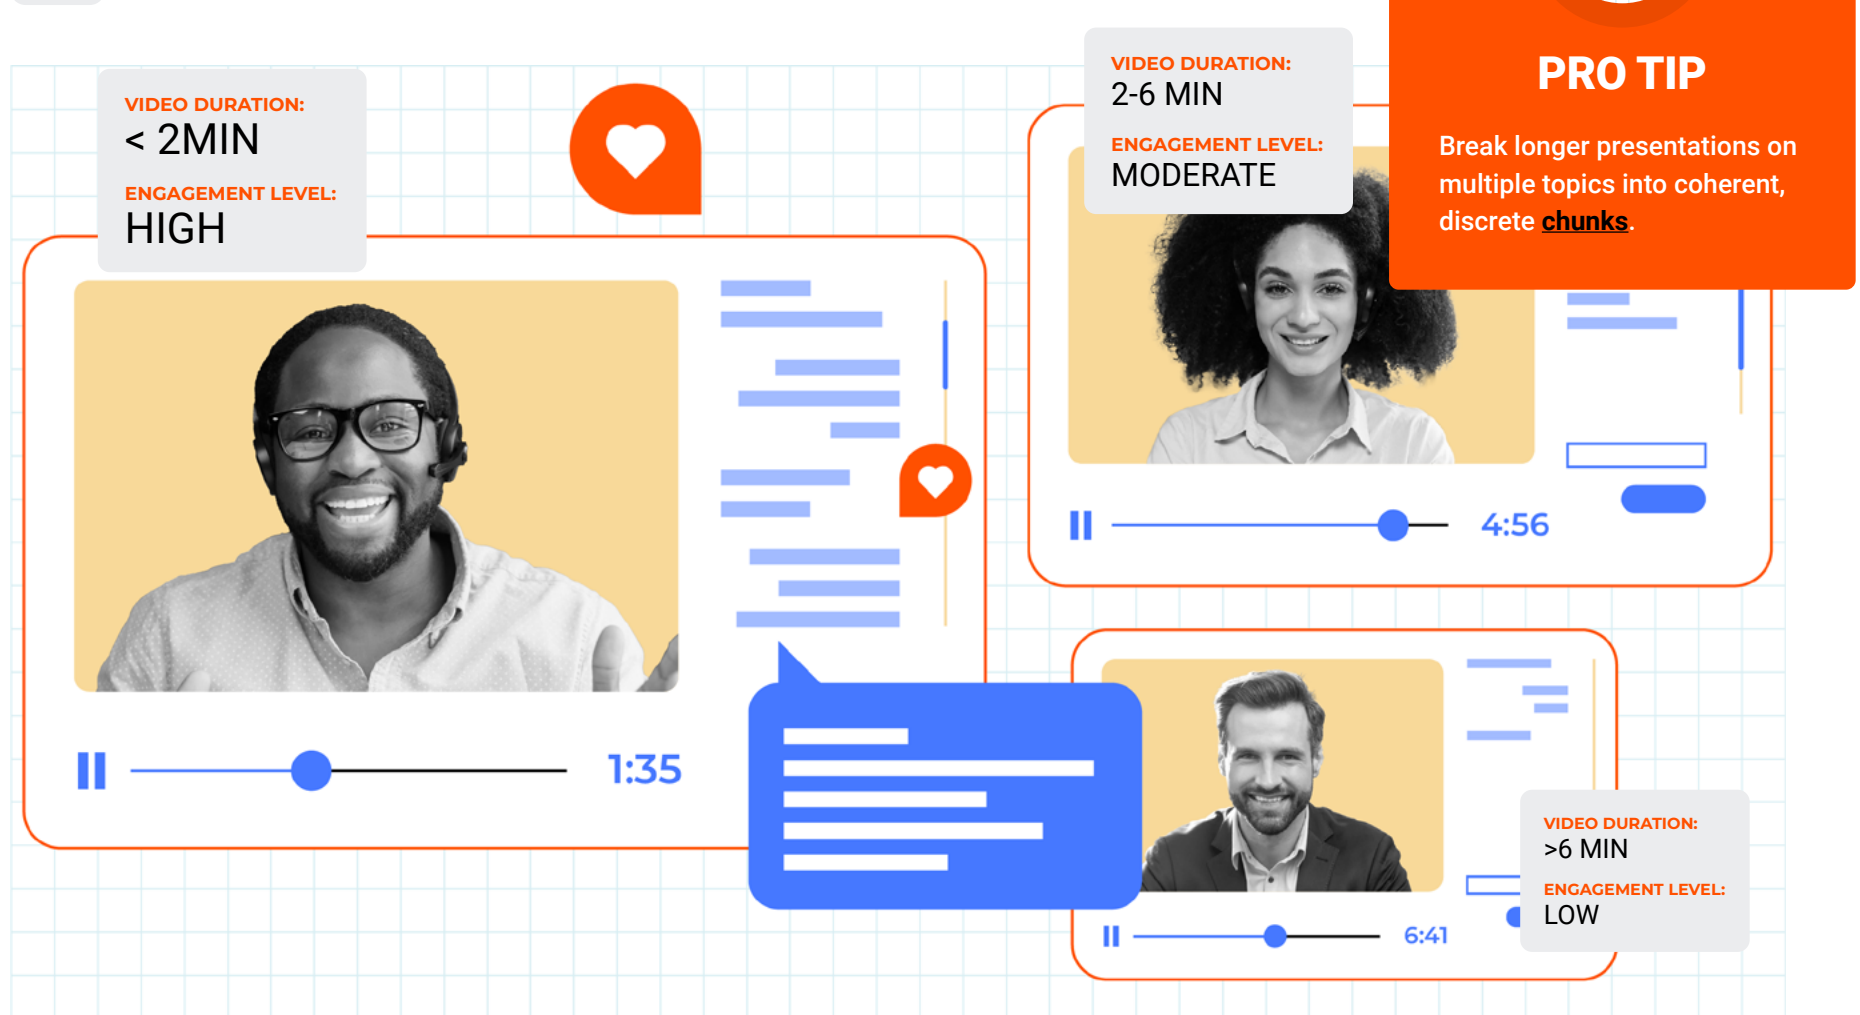 VIDEO DURATION:
< 2MIN
ENGAGEMENT LEVEL:
HIGH
VIDEO DURATION:
2-6 MIN
ENGAGEMENT LEVEL:
MODERATE
PRO TIP
Break longer presentations on
multiple topics into coherent,
discrete chunks.
4:56
1:35
VIDEO DURATION:
>6 MIN
ENGAGEMENT LEVEL:
LOW
6:41